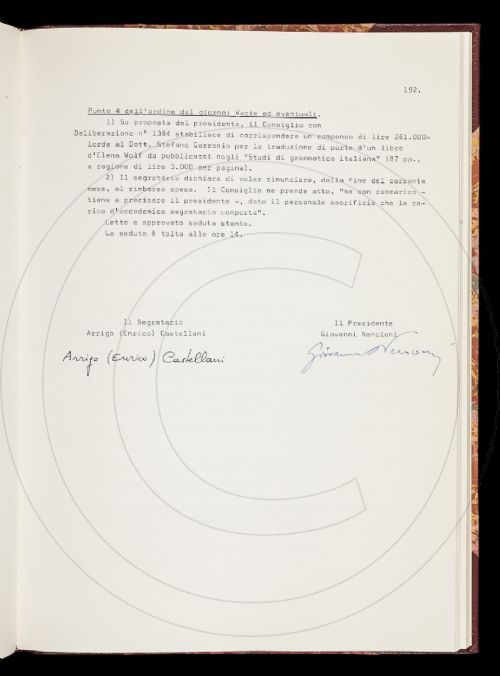 192.
Punto 4 dell'ordine del giorno: Varie ed eventuali.
1) Su proposta del presidente, il Consiglio con
Deliberazione n° 1384 stabilisce di corrispondere un compenso di lire 261.000=
lorde al Dott. Stefano Garzonio per la traduzione di parte d'un libro
d'Elena Wolf da pubblicarsi negli "Studi di grammatica italiana" (87 pp.,
a ragione di lire 3.000 per pagina).
2) Il segretario dichiara di voler rinunciare, dalla fine del corrente
mese, al rimborso spese. Il Consiglio ne prende atto, "ma con rammarico -
tiene a precisare il presidente -, dato il personale sacrificio che la ca-
rica d'accademico segretario comporta".
Letto e approvato seduta stante.
La seduta è tolta alle ore 14.
Il Segretario
Arrigo (Enrico) Castellani
Il Presidente
Giovanni Nencioni
Arrigo (Enrico) Castellani
Giovanni Nencioni
C